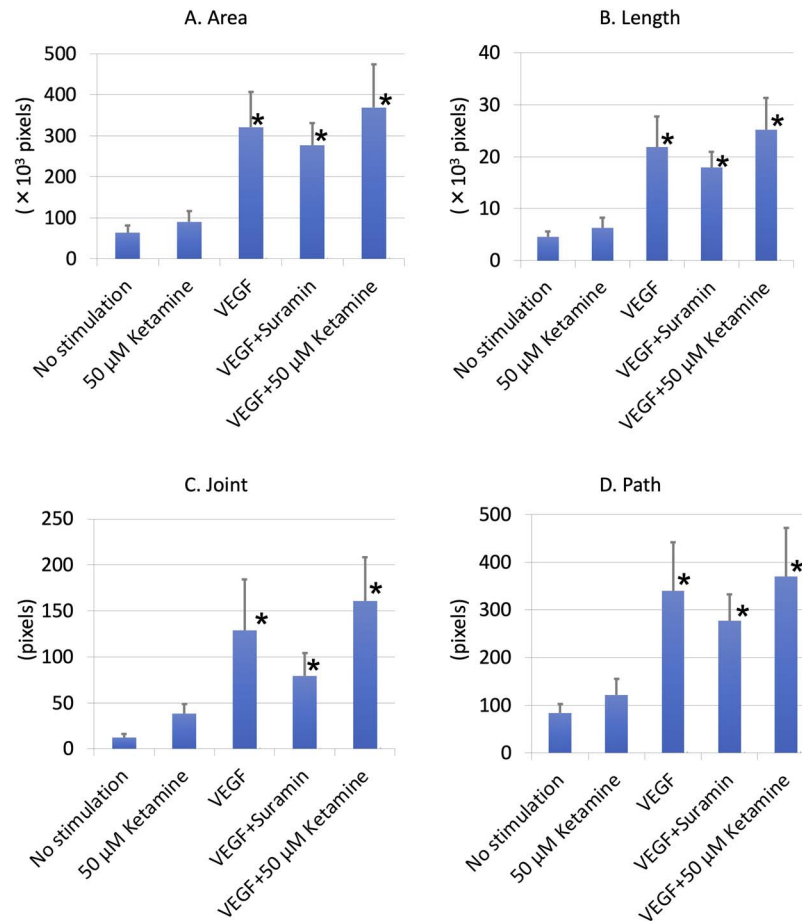 A. Area
500
400
300
200
100
0
(×10³ pixels)
*
*
*
No stimulation
50 µM Ketamine
VEGF
VEGF+Suramin
VEGF+50 µM Ketamine
B. Length
40
30
20
10
0
(×10³ pixels)
*
*
*
No stimulation
50 µM Ketamine
VEGF
VEGF+Suramin
VEGF+50 µM Ketamine
C. Joint
250
200
150
100
50
0
(pixels)
*
*
*
No stimulation
50 µM Ketamine
VEGF
VEGF+Suramin
VEGF+50 µM Ketamine
D. Path
500
400
300
200
100
0
(pixels)
*
*
*
No stimulation
50 µM Ketamine
VEGF
VEGF+Suramin
VEGF+50 µM Ketamine